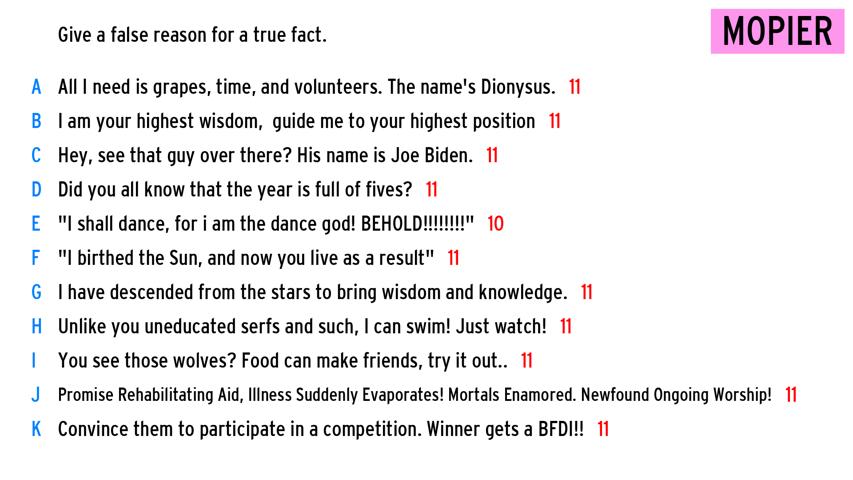 Give a false reason for a true fact.
MOPIER
A All I need is grapes, time, and volunteers. The name's Dionysus. 11
B I am your highest wisdom,  guide me to your highest position 11
C Hey, see that guy over there? His name is Joe Biden. 11
D Did you all know that the year is full of fives? 11
E "I shall dance, for i am the dance god! BEHOLD!!!!!!!!" 10
F "I birthed the Sun, and now you live as a result" 11
G I have descended from the stars to bring wisdom and knowledge. 11
H Unlike you uneducated serfs and such, I can swim! Just watch! 11
I You see those wolves? Food can make friends, try it out.. 11
J Promise Rehabilitating Aid, Illness Suddenly Evaporates! Mortals Enamored. Newfound Ongoing Worship! 11
K Convince them to participate in a competition. Winner gets a BFDI!! 11